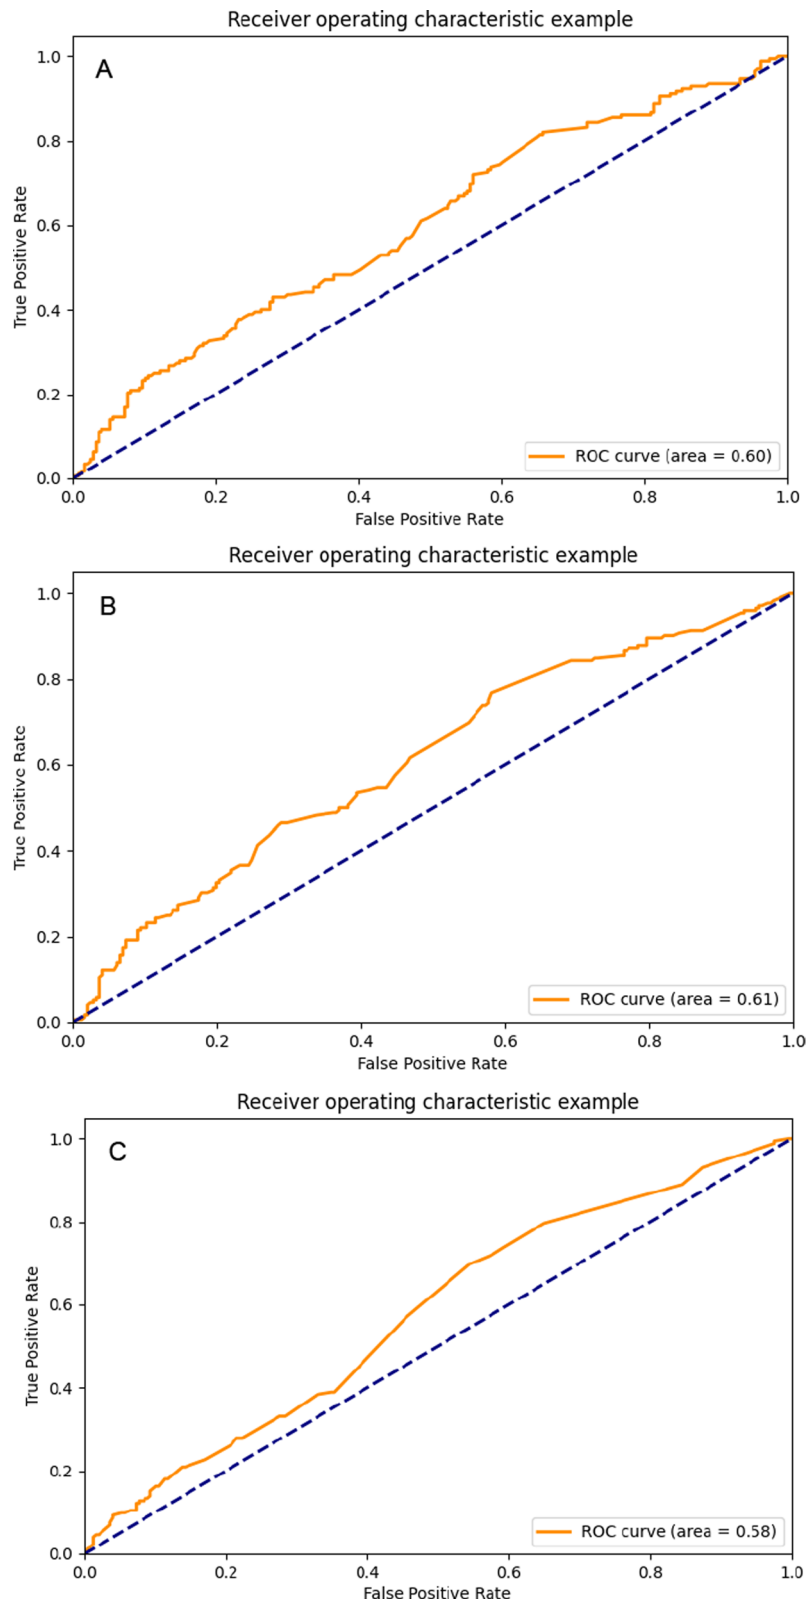 Receiver operating characteristic example
A
1.0
0.8
0.6
0.4
0.2
0.0
True Positive Rate
ROC curve (area = 0.60)
0.0 0.2 0.4 0.6 0.8 1.0
False Positive Rate
Receiver operating characteristic example
B
1.0
0.8
0.6
0.4
0.2
0.0
True Positive Rate
ROC curve (area = 0.61)
0.0 0.2 0.4 0.6 0.8 1.0
False Positive Rate
Receiver operating characteristic example
C
1.0
0.8
0.6
0.4
0.2
0.0
True Positive Rate
ROC curve (area = 0.58)
0.0 0.2 0.4 0.6 0.8 1.0
False Positive Rate